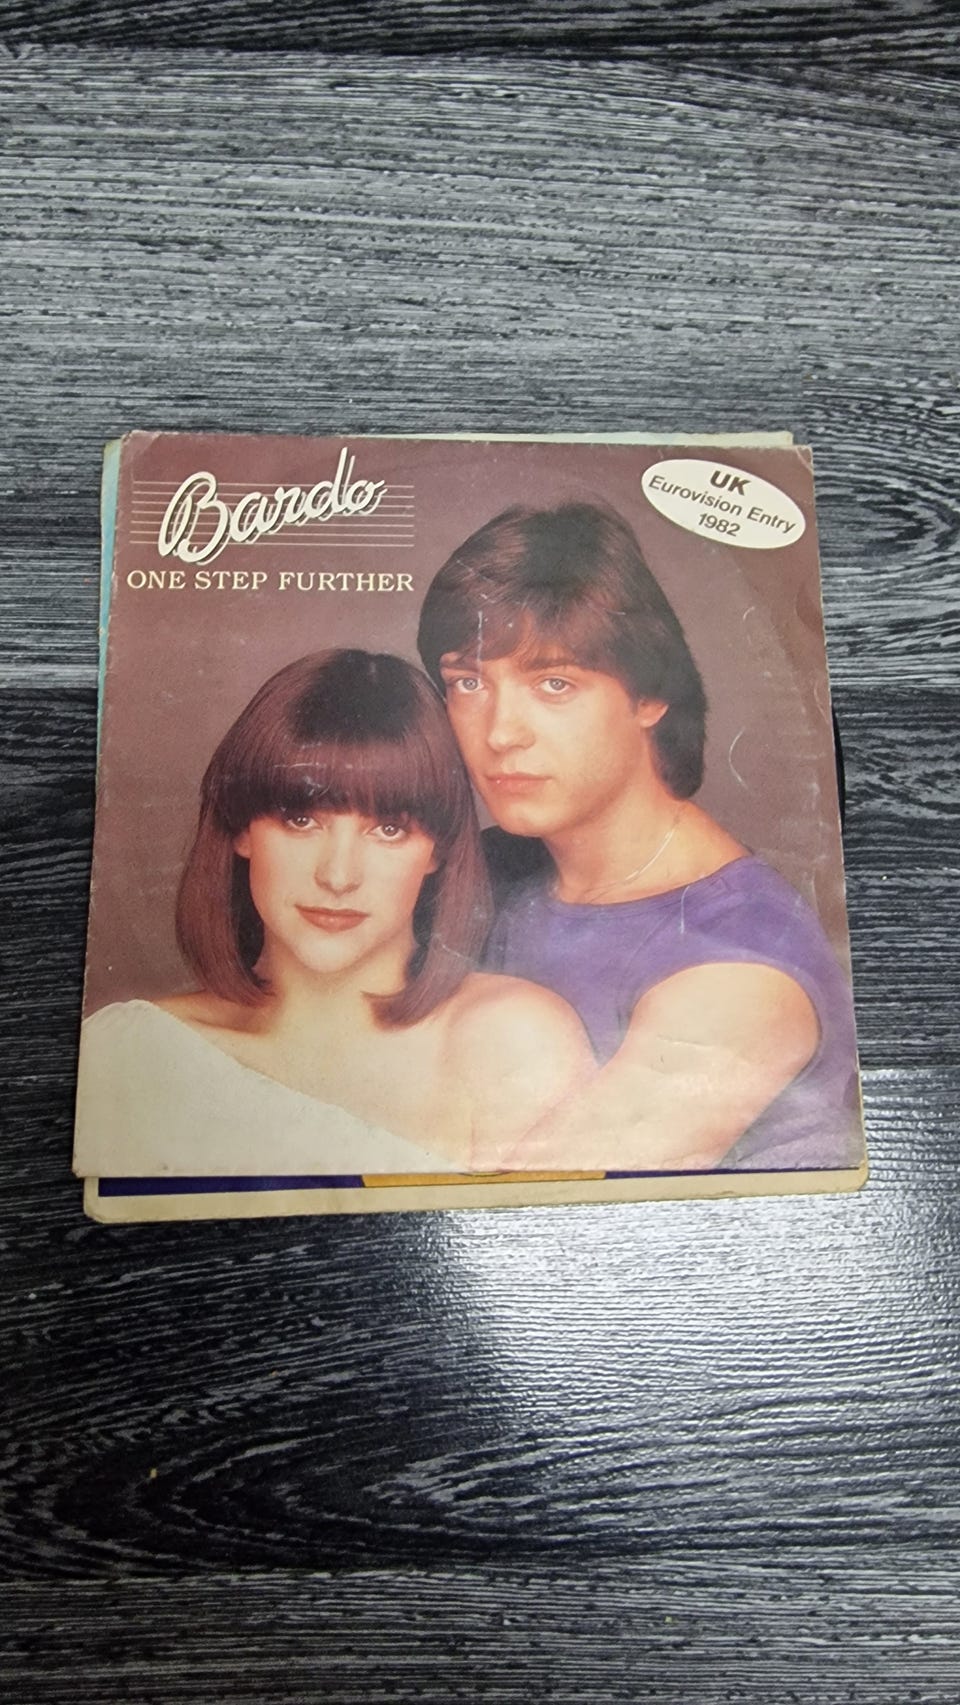 Bardo
ONE STEP FURTHER
UK
Eurovision Entry
1982